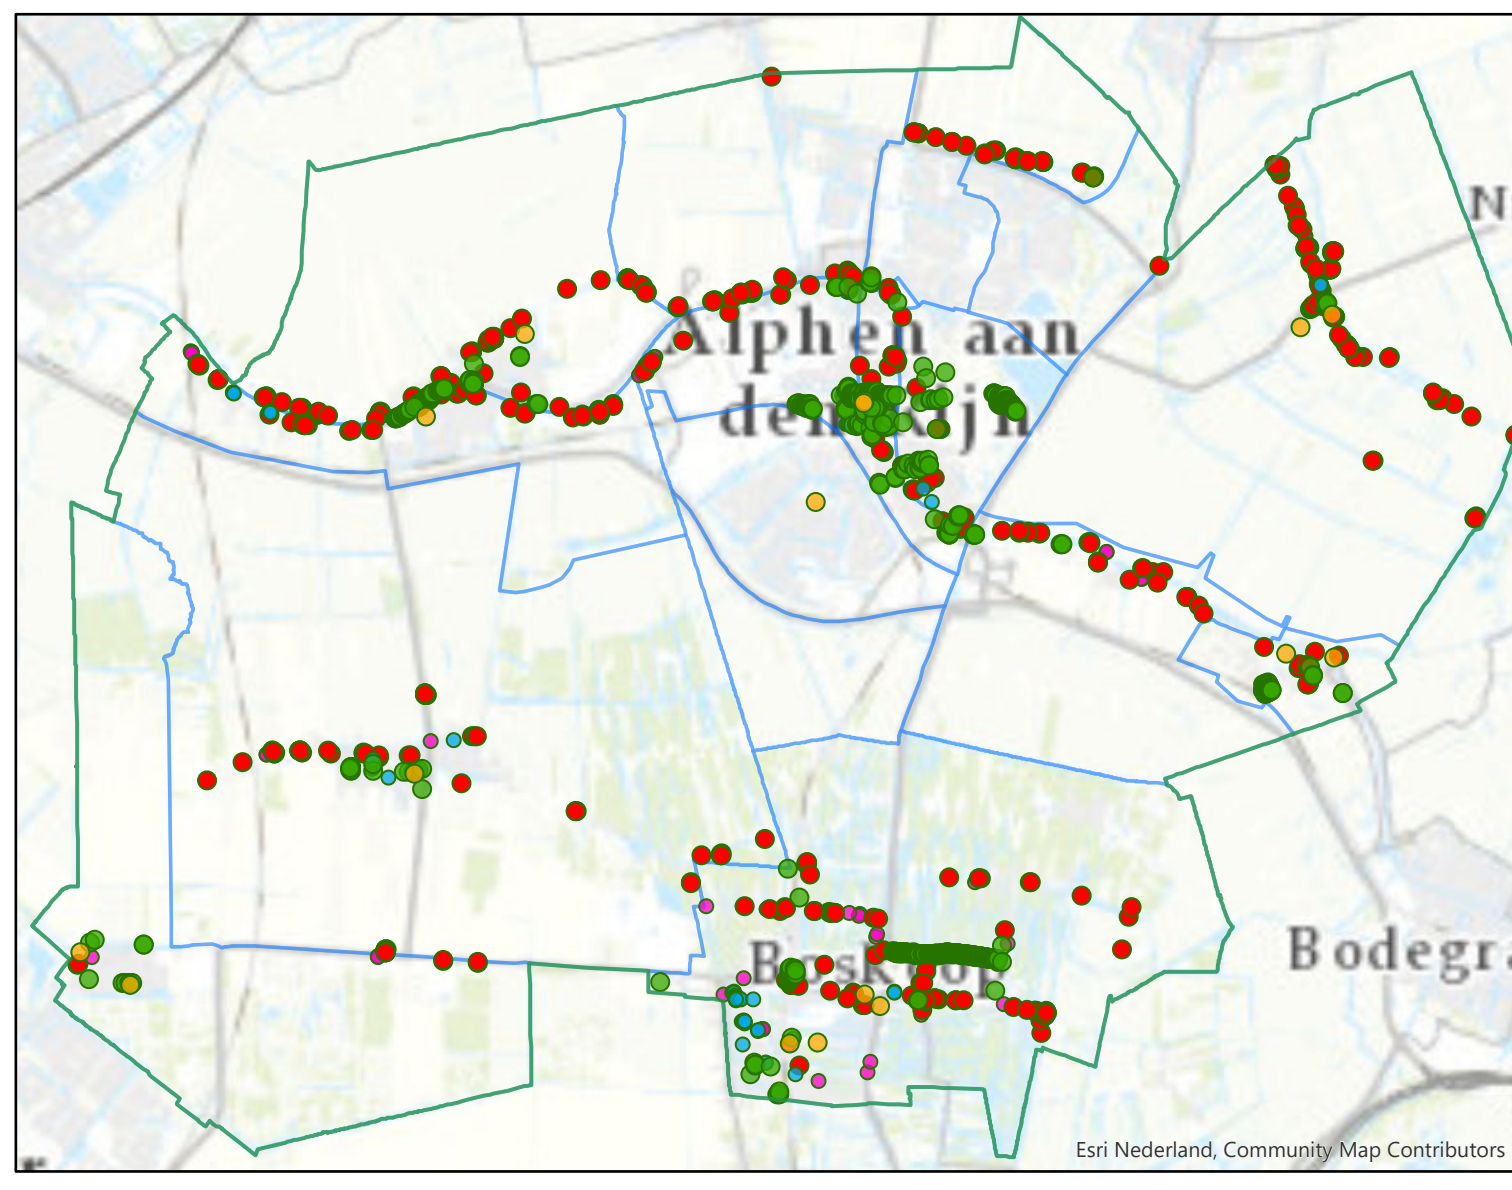 N
Alphen aan
den Rijn
Boskoop
Bodegra
Esri Nederland, Community Map Contributors